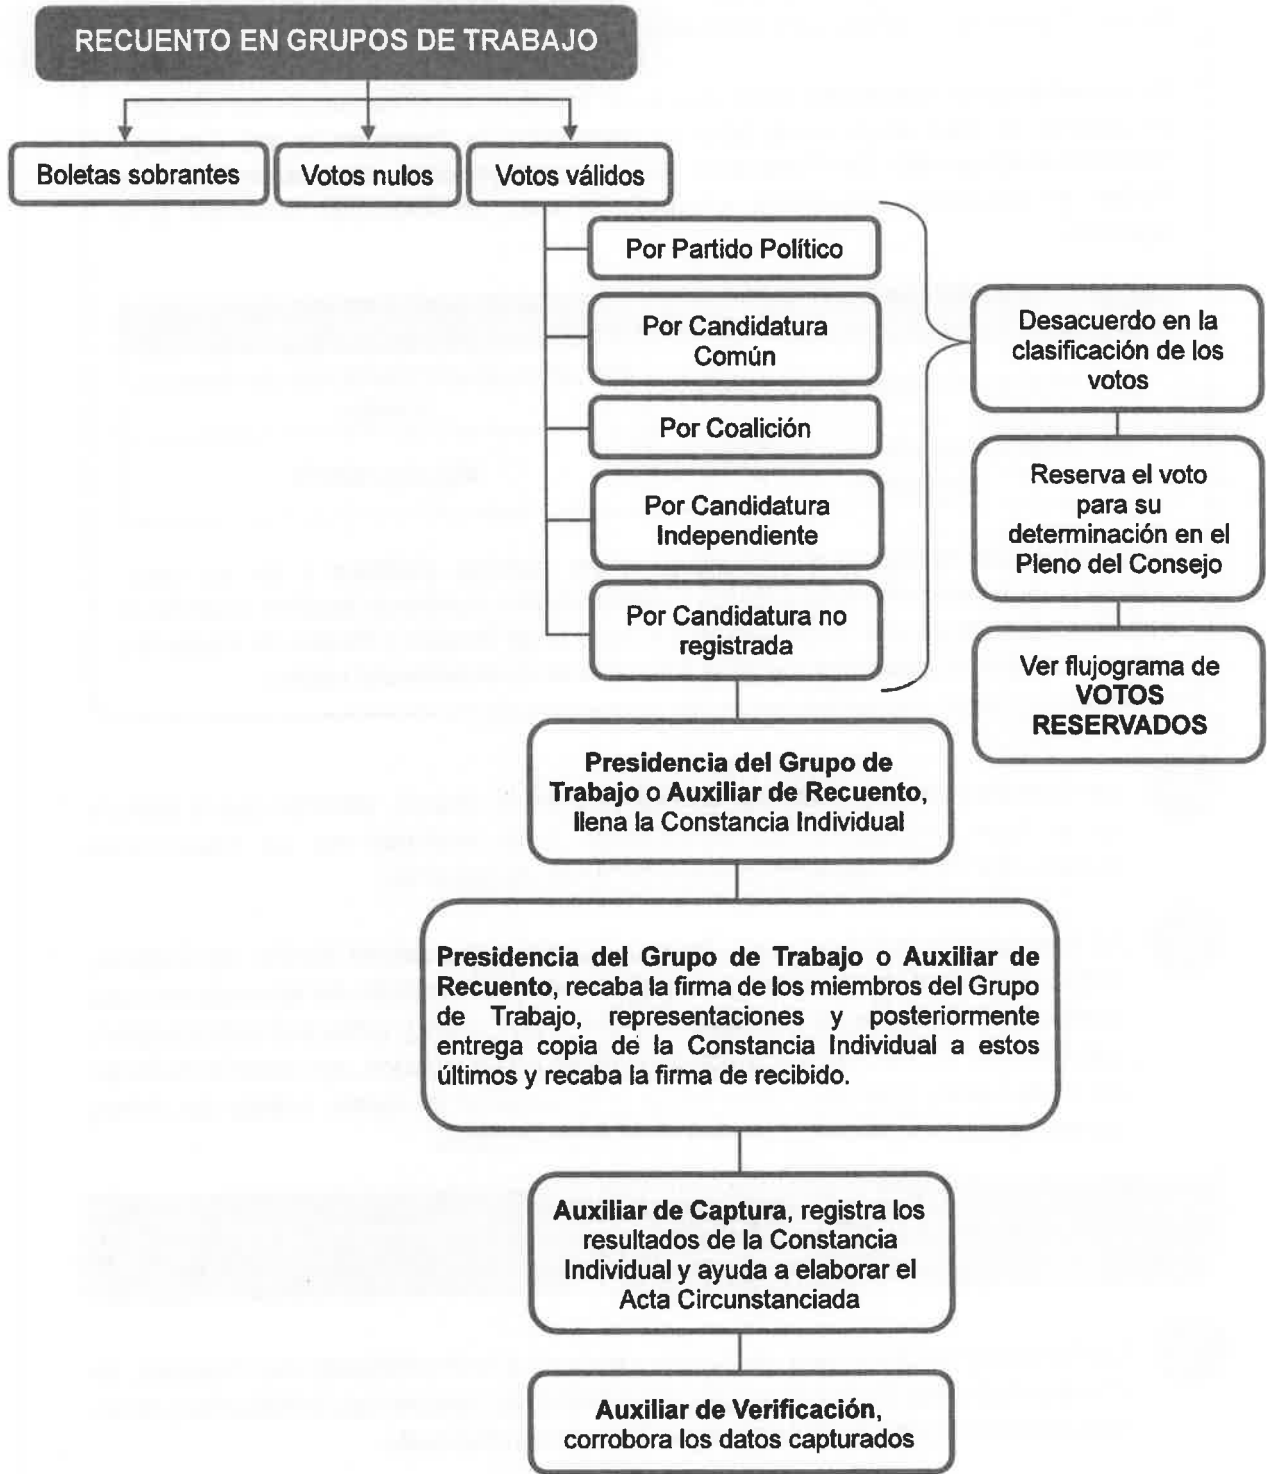 RECUENTO EN GRUPOS DE TRABAJO
Boletas sobrantes
Votos nulos
Votos válidos
Por Partido Político
Por Candidatura
Común
Por Coalición
Por Candidatura
Independiente
Por Candidatura no
registrada
Desacuerdo en la
clasificación de los
votos
Reserva el voto
para su
determinación en el
Pleno del Consejo
Ver flujograma de
VOTOS
RESERVADOS
Presidencia del Grupo de
Trabajo o Auxiliar de Recuento,
llena la Constancia Individual
Presidencia del Grupo de Trabajo o Auxiliar de
Recuento, recaba la firma de los miembros del Grupo
de Trabajo, representaciones y posteriormente
entrega copia de la Constancia Individual a estos
últimos y recaba la firma de recibido.
Auxiliar de Captura, registra los
resultados de la Constancia
Individual y ayuda a elaborar el
Acta Circunstanciada
Auxiliar de Verificación,
corrobora los datos capturados